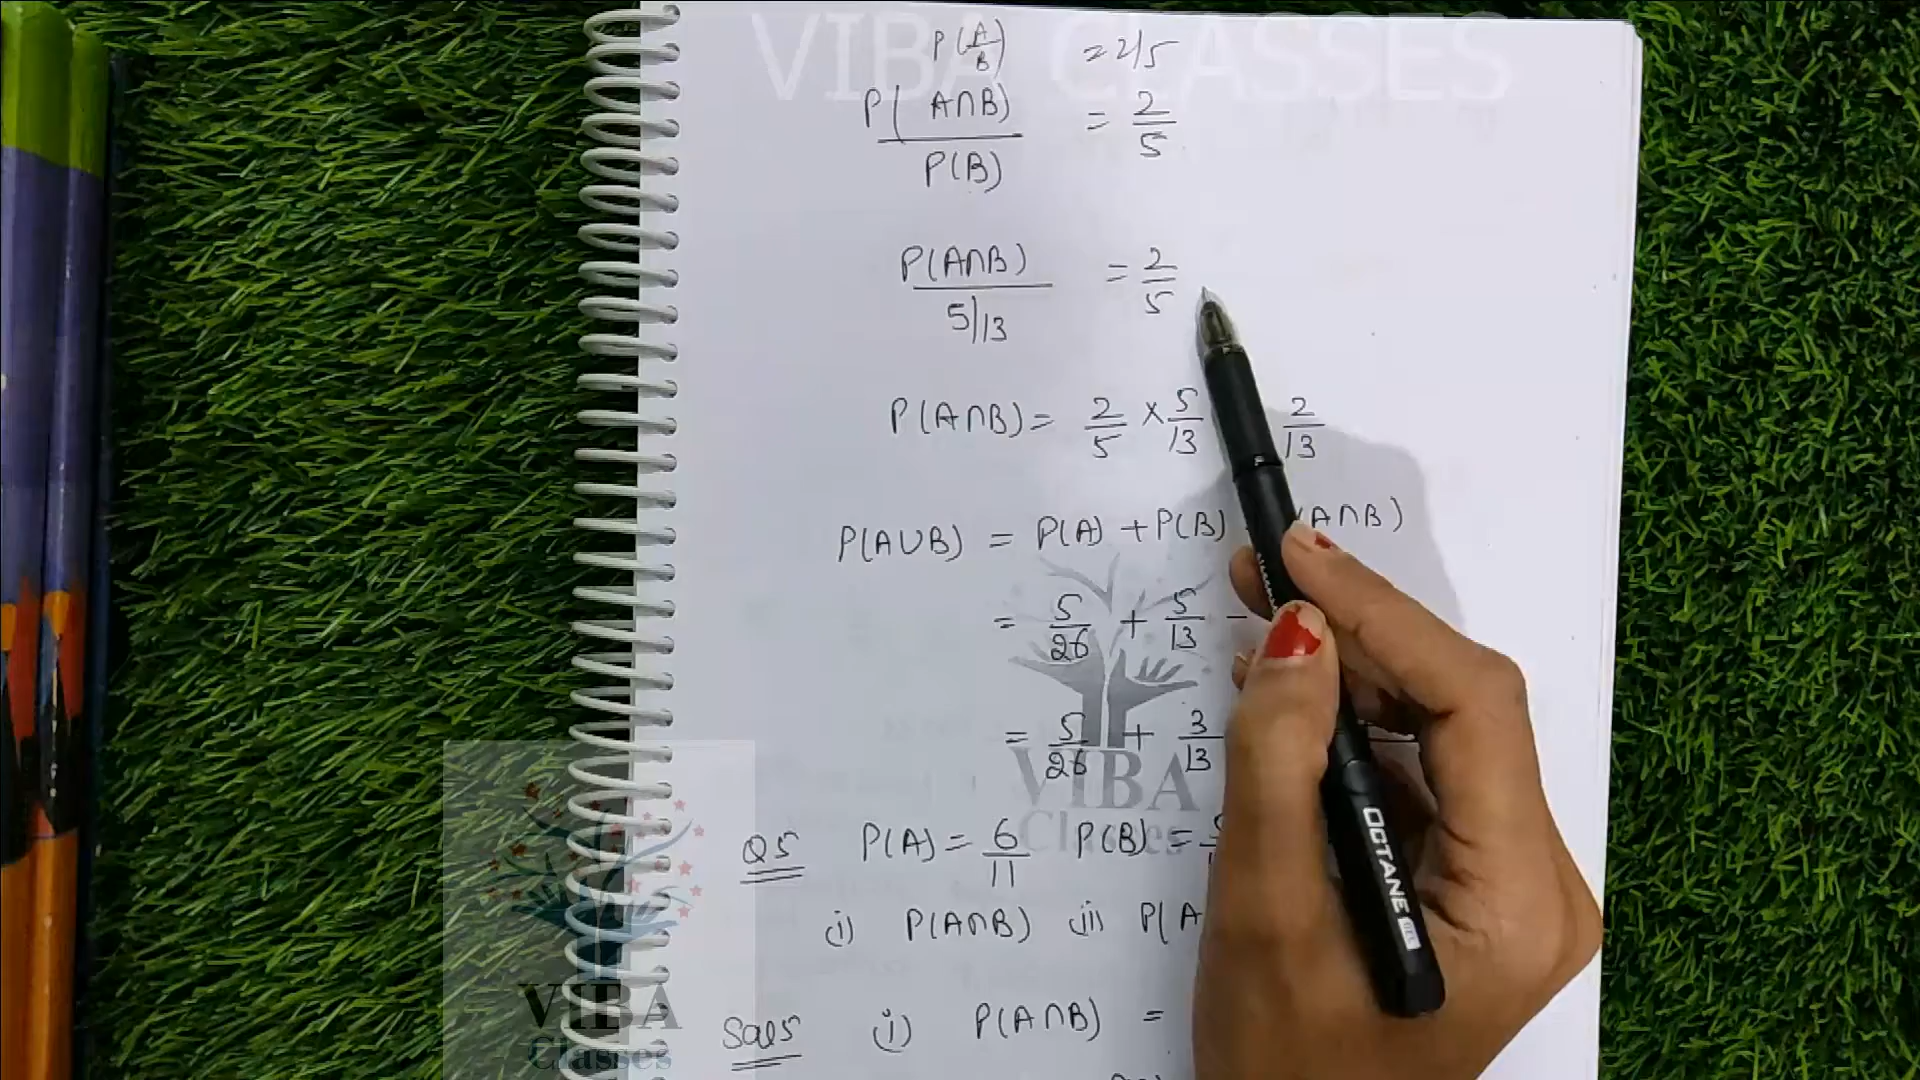 VIBA CLASSES
P(A/B) = 2/5
P(A∩B)/P(B) = 2/5
P(A∩B)/5/13 = 2/5
P(A∩B) = 2/5 × 5/13 2/13
P(A∪B) = P(A) + P(B) (A∩B)
= 5/26 + 5/13 -
= 5/26 + 3/13
VIBA
Classes
Q5 P(A) = 6/11 P(B) =
(i) P(A∩B) (ii) P(A
Sol5 (i) P(A∩B) =
VIBA
Classes
OCTANE